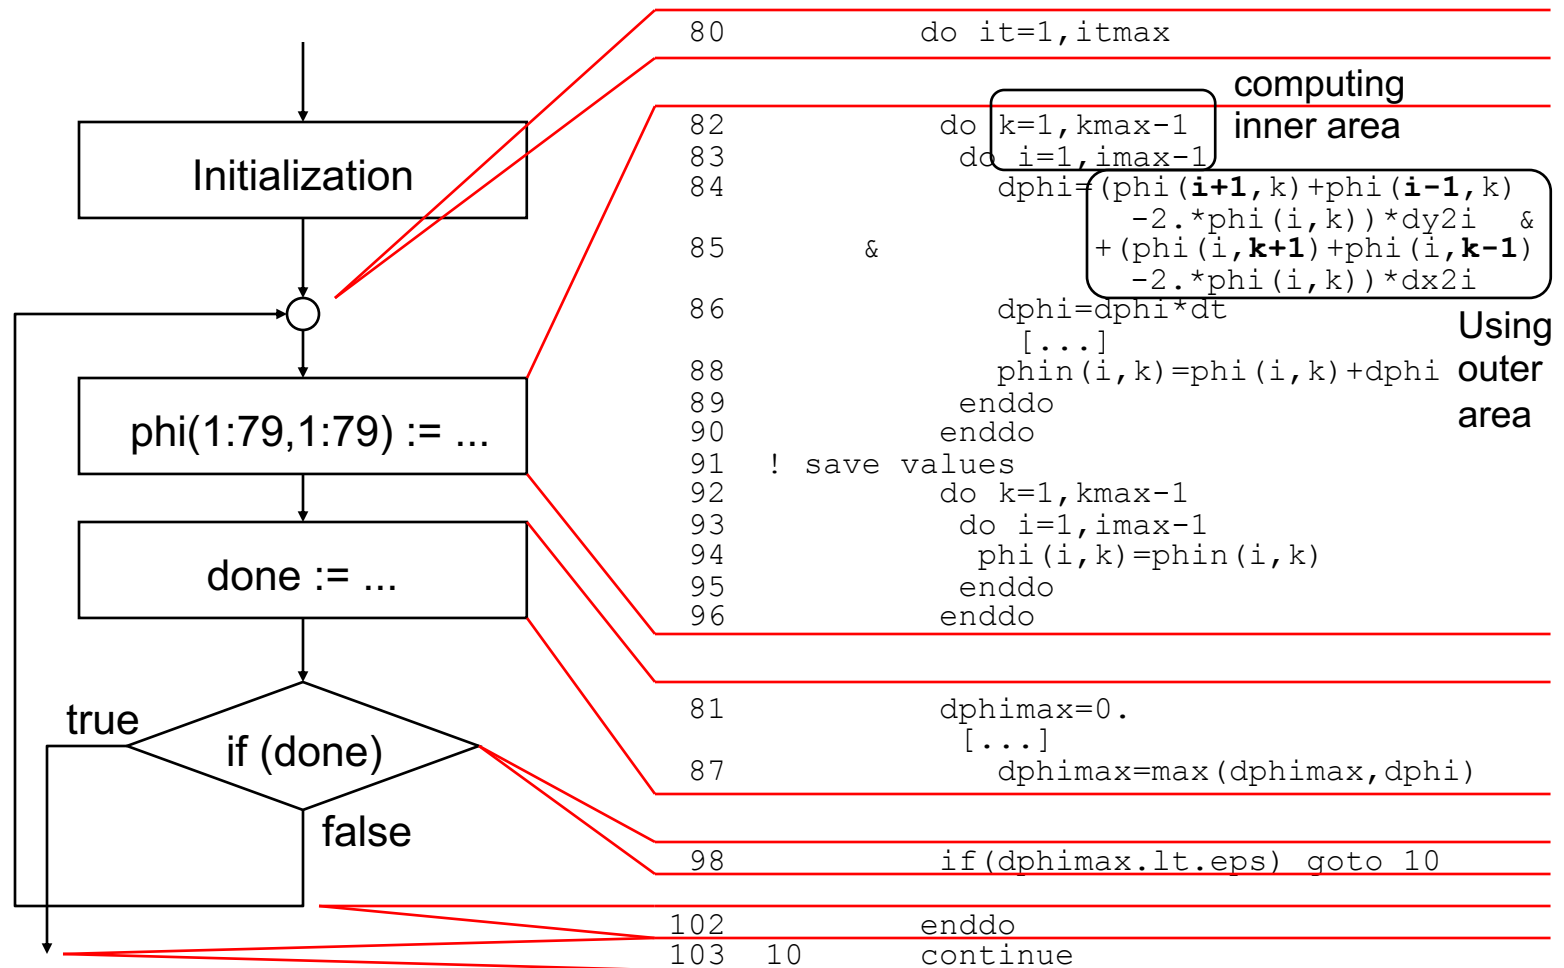 Initialization
phi(1:79,1:79) := ...
done := ...
if (done)
true
false
80 do it=1,itmax
computing
inner area
82 do k=1,kmax-1
83 do i=1,imax-1
84 dphi=(phi(i+1,k)+phi(i-1,k)
-2.*phi(i,k))*dy2i &
85 & +(phi(i,k+1)+phi(i,k-1)
-2.*phi(i,k))*dx2i
Using
outer
area
86 dphi=dphi*dt
[...]
88 phin(i,k)=phi(i,k)+dphi
89 enddo
90 enddo
91 ! save values
92 do k=1,kmax-1
93 do i=1,imax-1
94 phi(i,k)=phin(i,k)
95 enddo
96 enddo
81 dphimax=0.
[...]
87 dphimax=max(dphimax,dphi)
98 if(dphimax.lt.eps) goto 10
102 enddo
103 10 continue